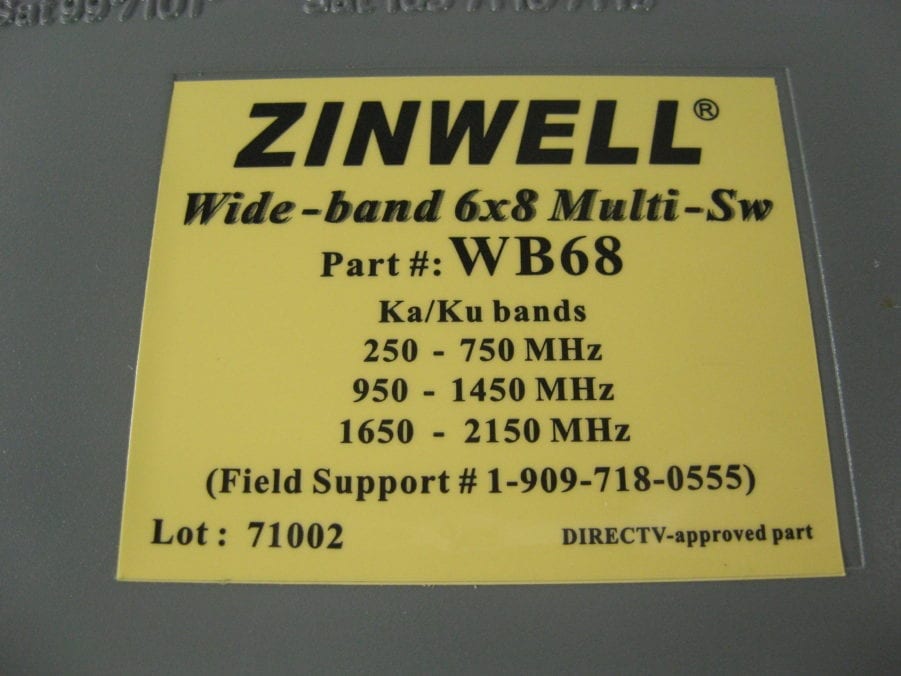 ZINWELL®
Wide-band 6x8 Multi-Sw
Part #: WB68
Ka/Ku bands
250 - 750 MHz
950 - 1450 MHz
1650 - 2150 MHz
(Field Support # 1-909-718-0555)
Lot : 71002
DIRECTV-approved part